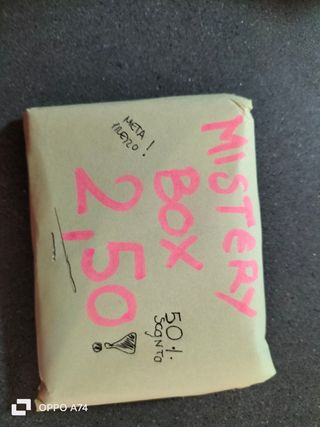 META
PREZZO!
MISTERY
BOX
2,50
50%.
SCONTO
OPPO A74